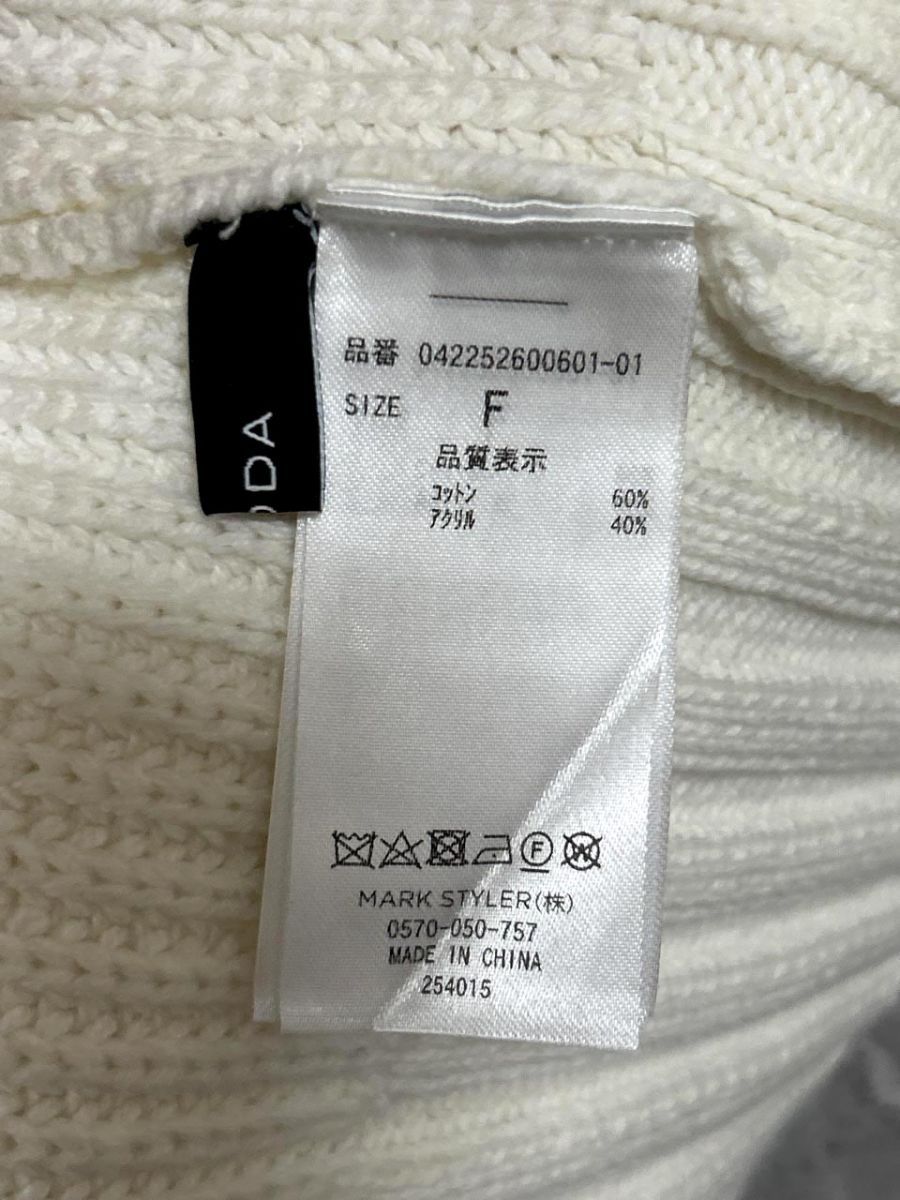 品番 042252600601-01
SIZE F
品質表示
コットン 60%
アクリル 40%
F W
MARK STYLER(株)
0570-050-757
MADE IN CHINA
254015
DA